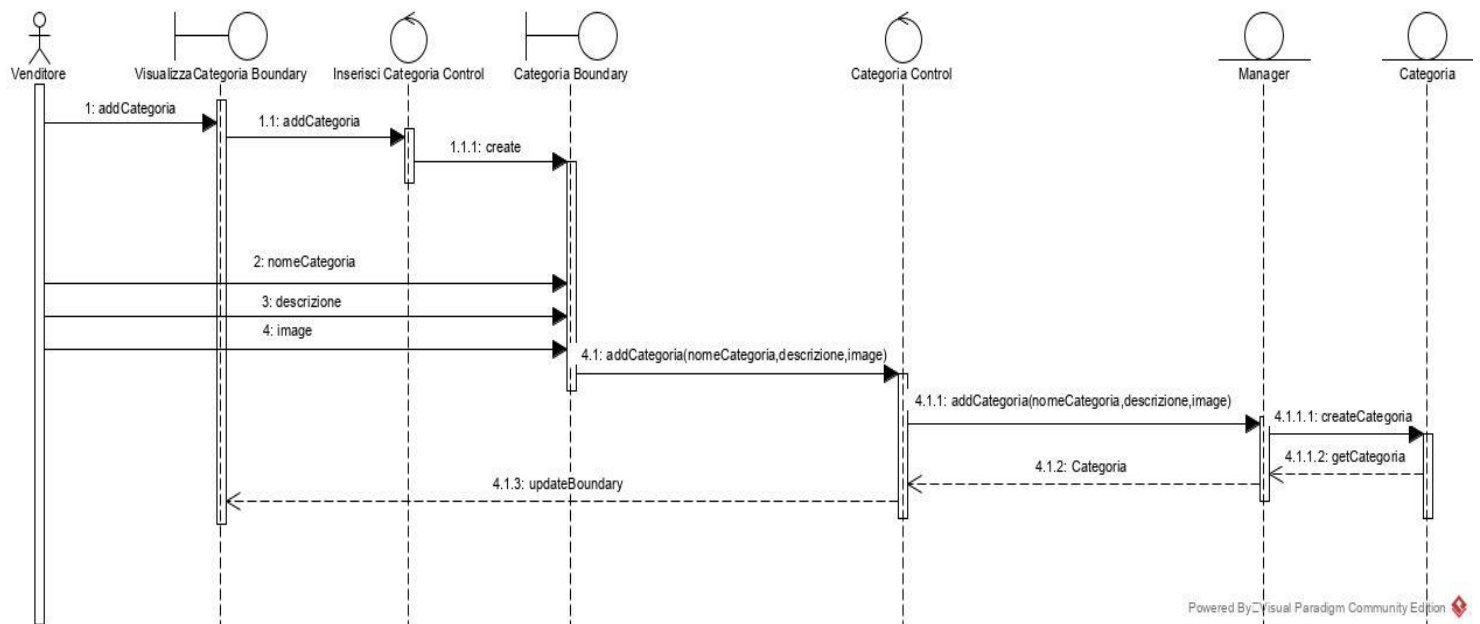 Venditore
VisualizzaCategoria Boundary
Inserisci Categoria Control
Categoria Boundary
Categoria Control
Manager
Categoria
1: addCategoria
1.1: addCategoria
1.1.1: create
2: nomeCategoria
3: descrizione
4: image
4.1: addCategoria(nomeCategoria,descrizione,image)
4.1.1: addCategoria(nomeCategoria,descrizione,image)
4.1.1.1: createCategoria
4.1.1.2: getCategoria
4.1.2: Categoria
4.1.3: updateBoundary
Powered By Visual Paradigm Community Edition